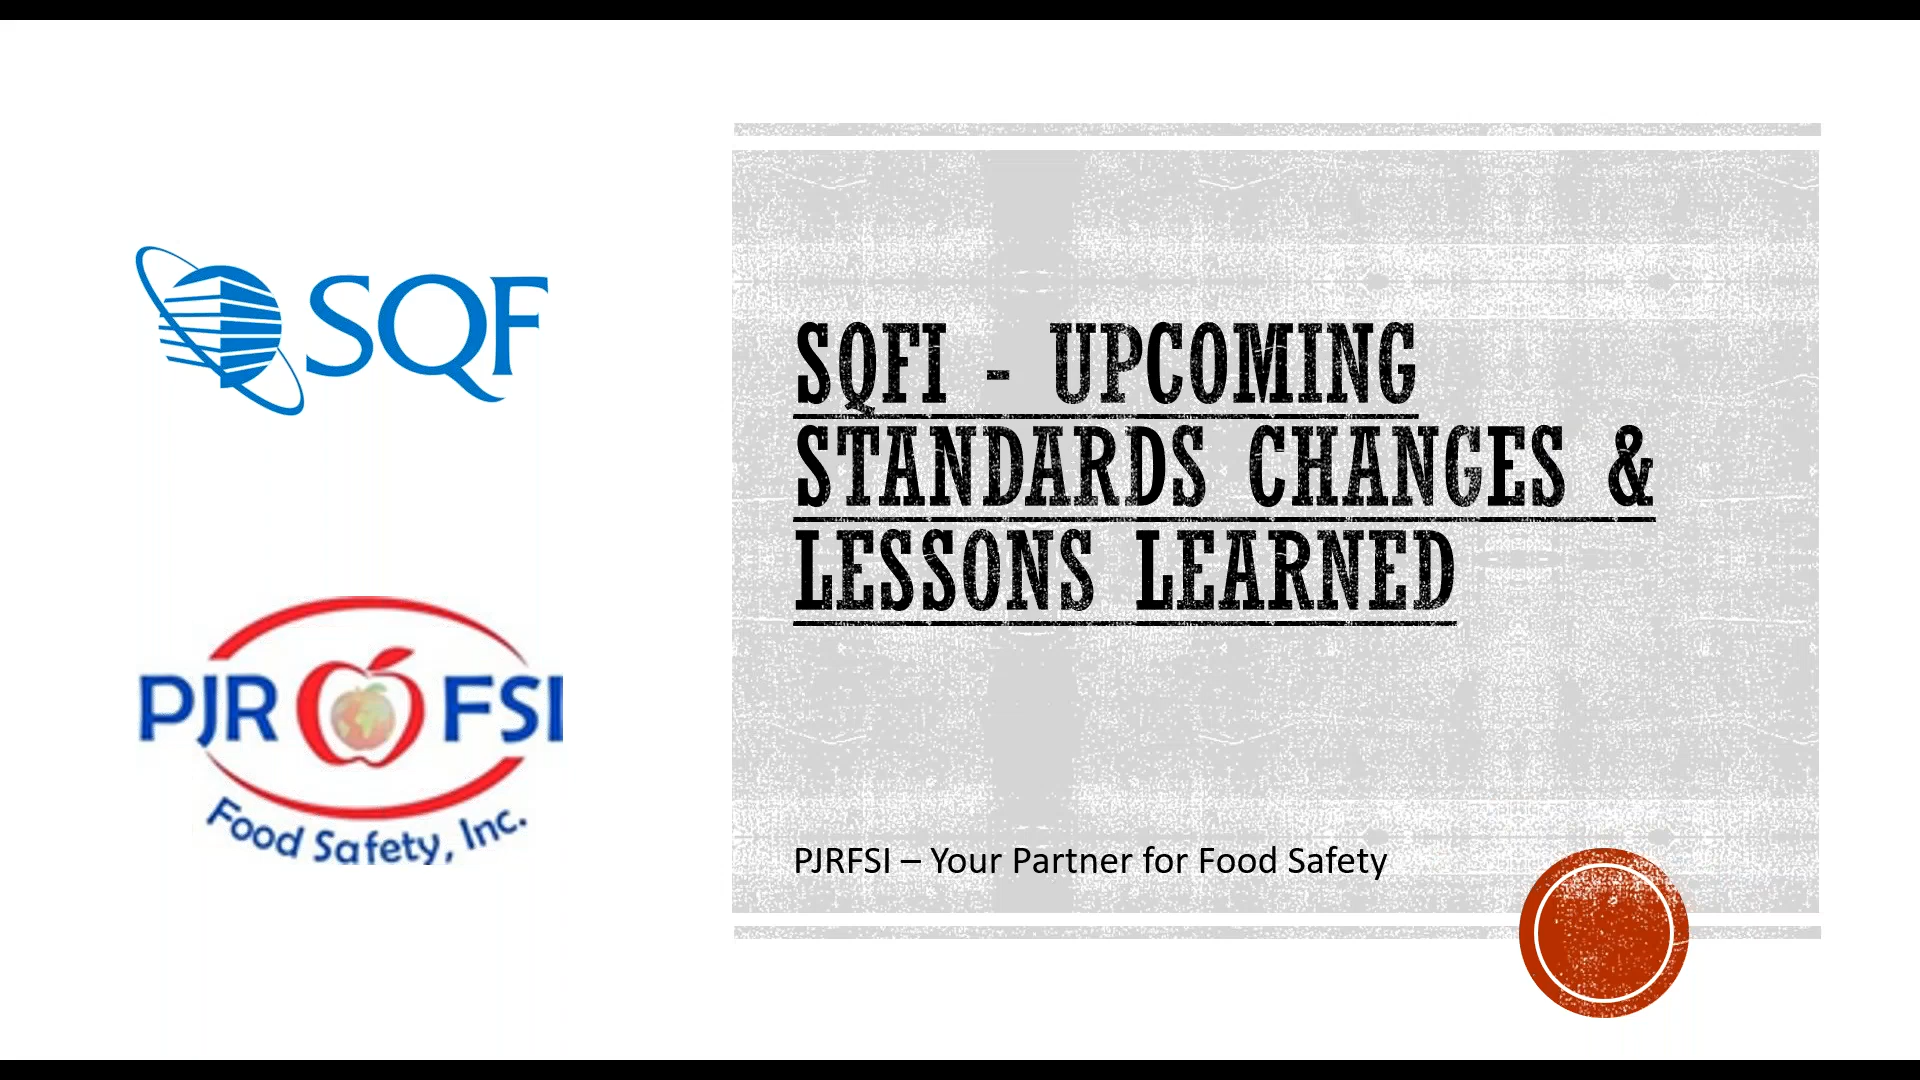 SQF
PJR FSI
Food Safety, Inc.
SQFI - UPCOMING
STANDARDS CHANGES &
LESSONS LEARNED
PJRFSI – Your Partner for Food Safety